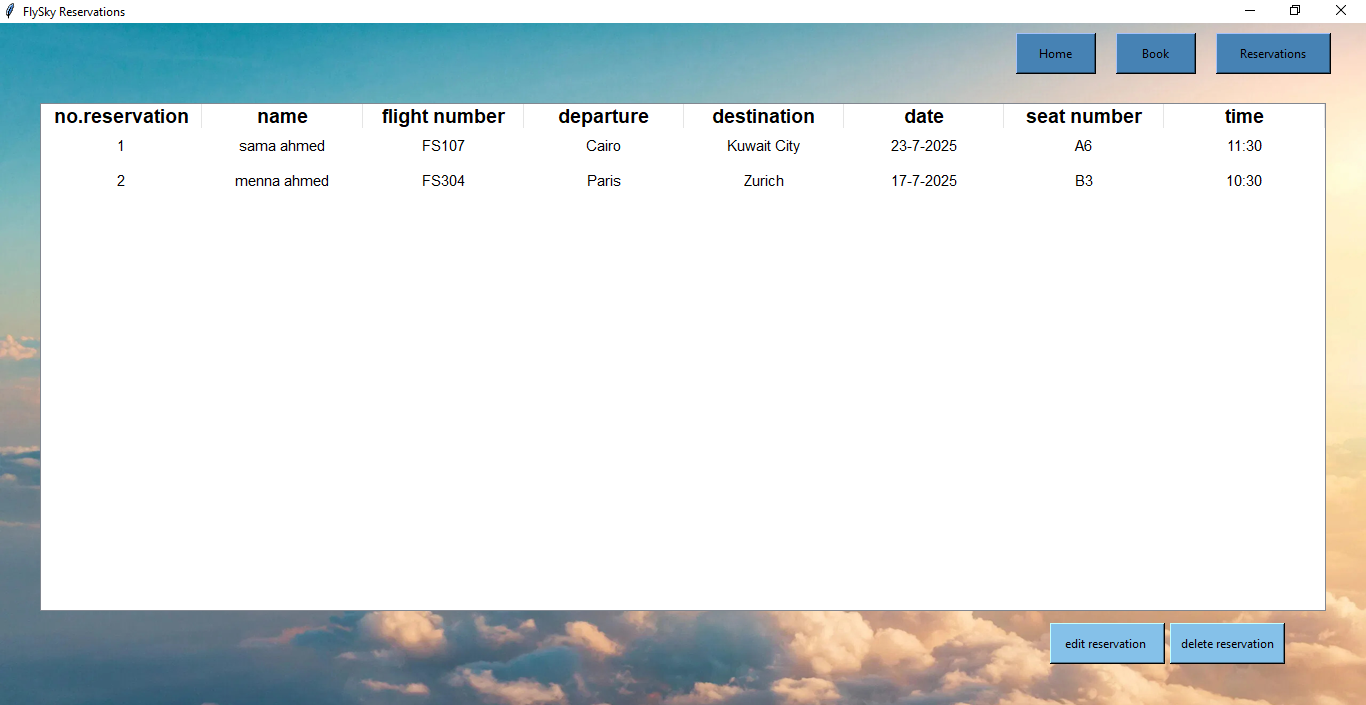 FlySky Reservations
Home Book Reservations
no.reservation name flight number departure destination date seat number time
1 sama ahmed FS107 Cairo Kuwait City 23-7-2025 A6 11:30
2 menna ahmed FS304 Paris Zurich 17-7-2025 B3 10:30
edit reservation delete reservation